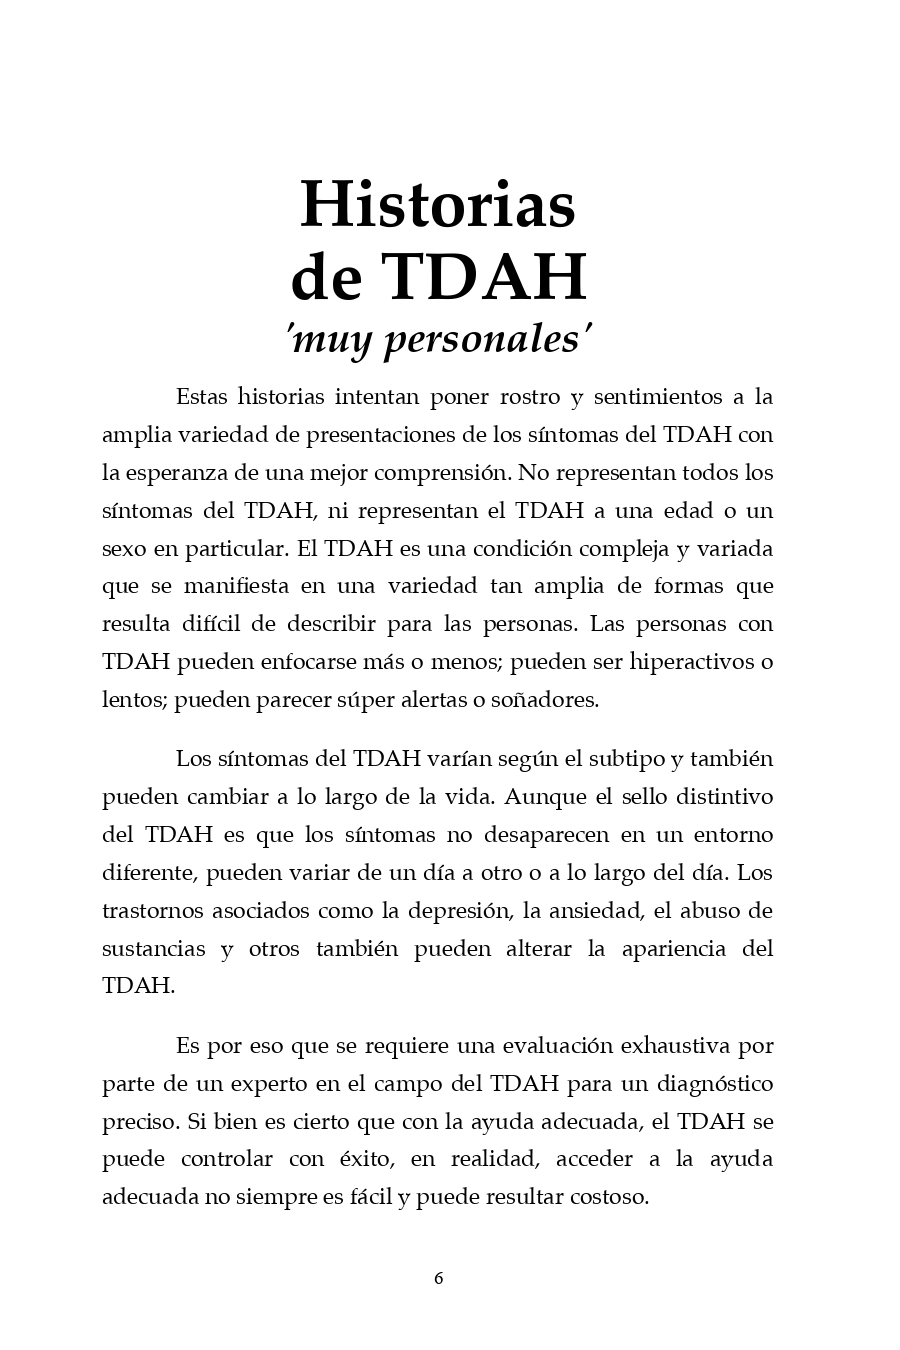 Historias
de TDAH
'muy personales'
Estas historias intentan poner rostro y sentimientos a la
amplia variedad de presentaciones de los síntomas del TDAH con
la esperanza de una mejor comprensión. No representan todos los
síntomas del TDAH, ni representan el TDAH a una edad o un
sexo en particular. El TDAH es una condición compleja y variada
que se manifiesta en una variedad tan amplia de formas que
resulta difícil de describir para las personas. Las personas con
TDAH pueden enfocarse más o menos; pueden ser hiperactivos o
lentos; pueden parecer súper alertas o soñadores.
Los síntomas del TDAH varían según el subtipo y también
pueden cambiar a lo largo de la vida. Aunque el sello distintivo
del TDAH es que los síntomas no desaparecen en un entorno
diferente, pueden variar de un día a otro o a lo largo del día. Los
trastornos asociados como la depresión, la ansiedad, el abuso de
sustancias y otros también pueden alterar la apariencia del
TDAH.
Es por eso que se requiere una evaluación exhaustiva por
parte de un experto en el campo del TDAH para un diagnóstico
preciso. Si bien es cierto que con la ayuda adecuada, el TDAH se
puede controlar con éxito, en realidad, acceder a la ayuda
adecuada no siempre es fácil y puede resultar costoso.
6